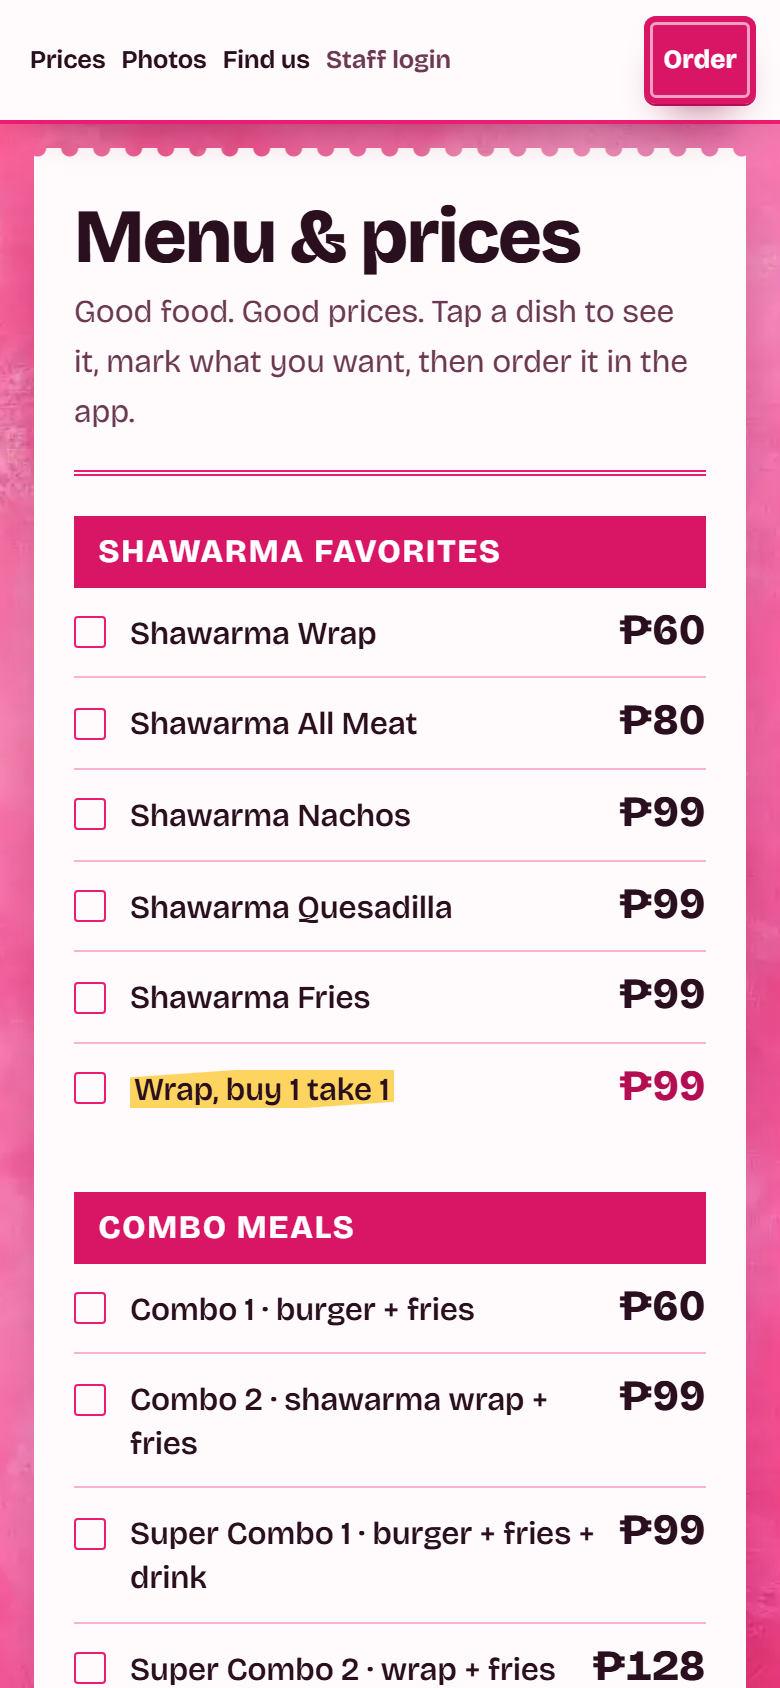 Prices Photos Find us Staff login Order
Menu & prices
Good food. Good prices. Tap a dish to see
it, mark what you want, then order it in the
app.
SHAWARMA FAVORITES
Shawarma Wrap ₱60
Shawarma All Meat ₱80
Shawarma Nachos ₱99
Shawarma Quesadilla ₱99
Shawarma Fries ₱99
Wrap, buy 1 take 1 ₱99
COMBO MEALS
Combo 1 · burger + fries ₱60
Combo 2 · shawarma wrap + ₱99
fries
Super Combo 1 · burger + fries + ₱99
drink
Super Combo 2 · wrap + fries ₱128